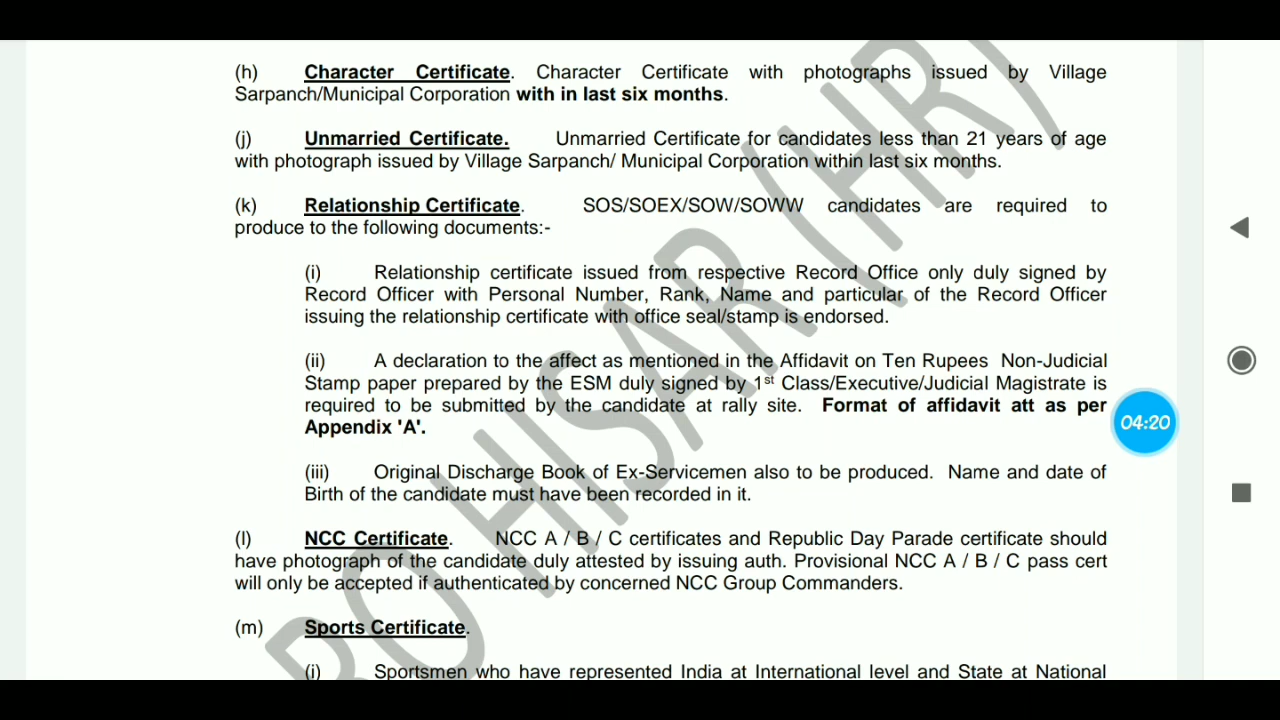 (h) Character Certificate. Character Certificate with photographs issued by Village
Sarpanch/Municipal Corporation with in last six months.
(j) Unmarried Certificate. Unmarried Certificate for candidates less than 21 years of age
with photograph issued by Village Sarpanch/ Municipal Corporation within last six months.
(k) Relationship Certificate. SOS/SOEX/SOW/SOWW candidates are required to
produce to the following documents:-
(i) Relationship certificate issued from respective Record Office only duly signed by
Record Officer with Personal Number, Rank, Name and particular of the Record Officer
issuing the relationship certificate with office seal/stamp is endorsed.
(ii) A declaration to the affect as mentioned in the Affidavit on Ten Rupees Non-Judicial
Stamp paper prepared by the ESM duly signed by 1st Class/Executive/Judicial Magistrate is
required to be submitted by the candidate at rally site. Format of affidavit att as per
Appendix 'A'.
04:20
(iii) Original Discharge Book of Ex-Servicemen also to be produced. Name and date of
Birth of the candidate must have been recorded in it.
(l) NCC Certificate. NCC A / B / C certificates and Republic Day Parade certificate should
have photograph of the candidate duly attested by issuing auth. Provisional NCC A / B / C pass cert
will only be accepted if authenticated by concerned NCC Group Commanders.
(m) Sports Certificate.
(i) Sportsmen who have represented India at International level and State at National
RO HISAR (HR)